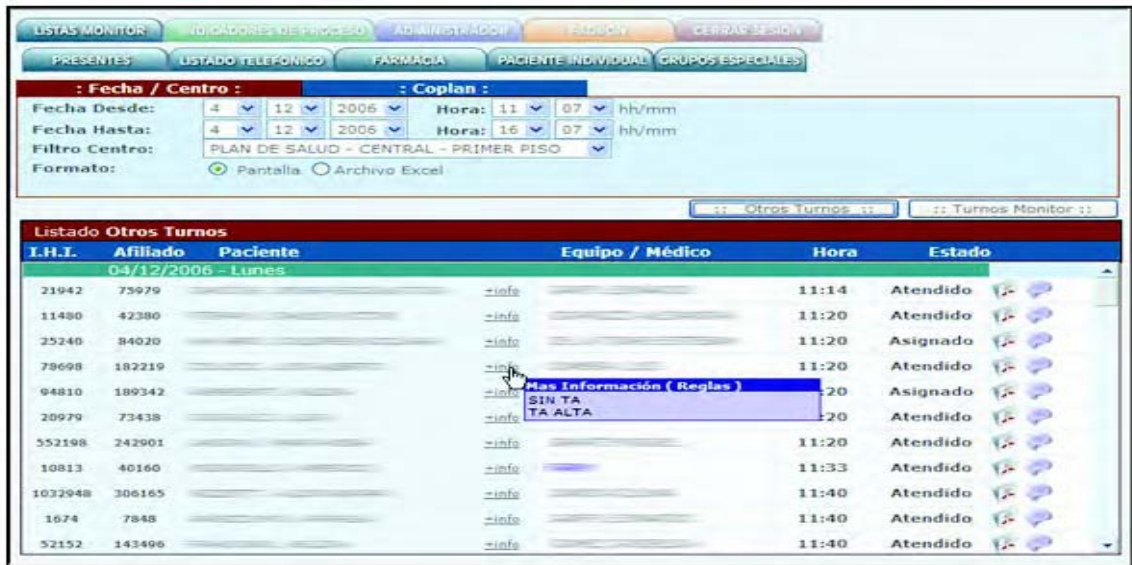 LISTAS MONITOR INDICADORES DE PROCESO ADMINISTRADOR PADRON CERRAR SESION
PRESENTES LISTADO TELEFONICO FARMACIA PACIENTE INDIVIDUAL GRUPOS ESPECIALES
: Fecha / Centro : : Coplan :
Fecha Desde: 4 12 2006 Hora: 11 07 hh/mm
Fecha Hasta: 4 12 2006 Hora: 16 07 hh/mm
Filtro Centro: PLAN DE SALUD - CENTRAL - PRIMER PISO
Formato: Pantalla Archivo Excel
:: Otros Turnos :: :: Turnos Monitor ::
Listado Otros Turnos
I.H.I. Afiliado Paciente Equipo / Médico Hora Estado
04/12/2006 - Lunes
21942 75979 +info 11:14 Atendido
11480 42380 +info 11:20 Atendido
25240 84020 +info 11:20 Asignado
78698 182219 +info 11:20 Atendido
94810 189342 +info :20 Asignado
Mas Información ( Reglas )
SIN TA
TA ALTA
20979 73438 +info :20 Atendido
552198 242901 +info 11:20 Atendido
10813 40160 +info 11:33 Atendido
1032948 306165 +info 11:40 Atendido
1674 7848 +info 11:40 Atendido
52152 143496 +info 11:40 Atendido